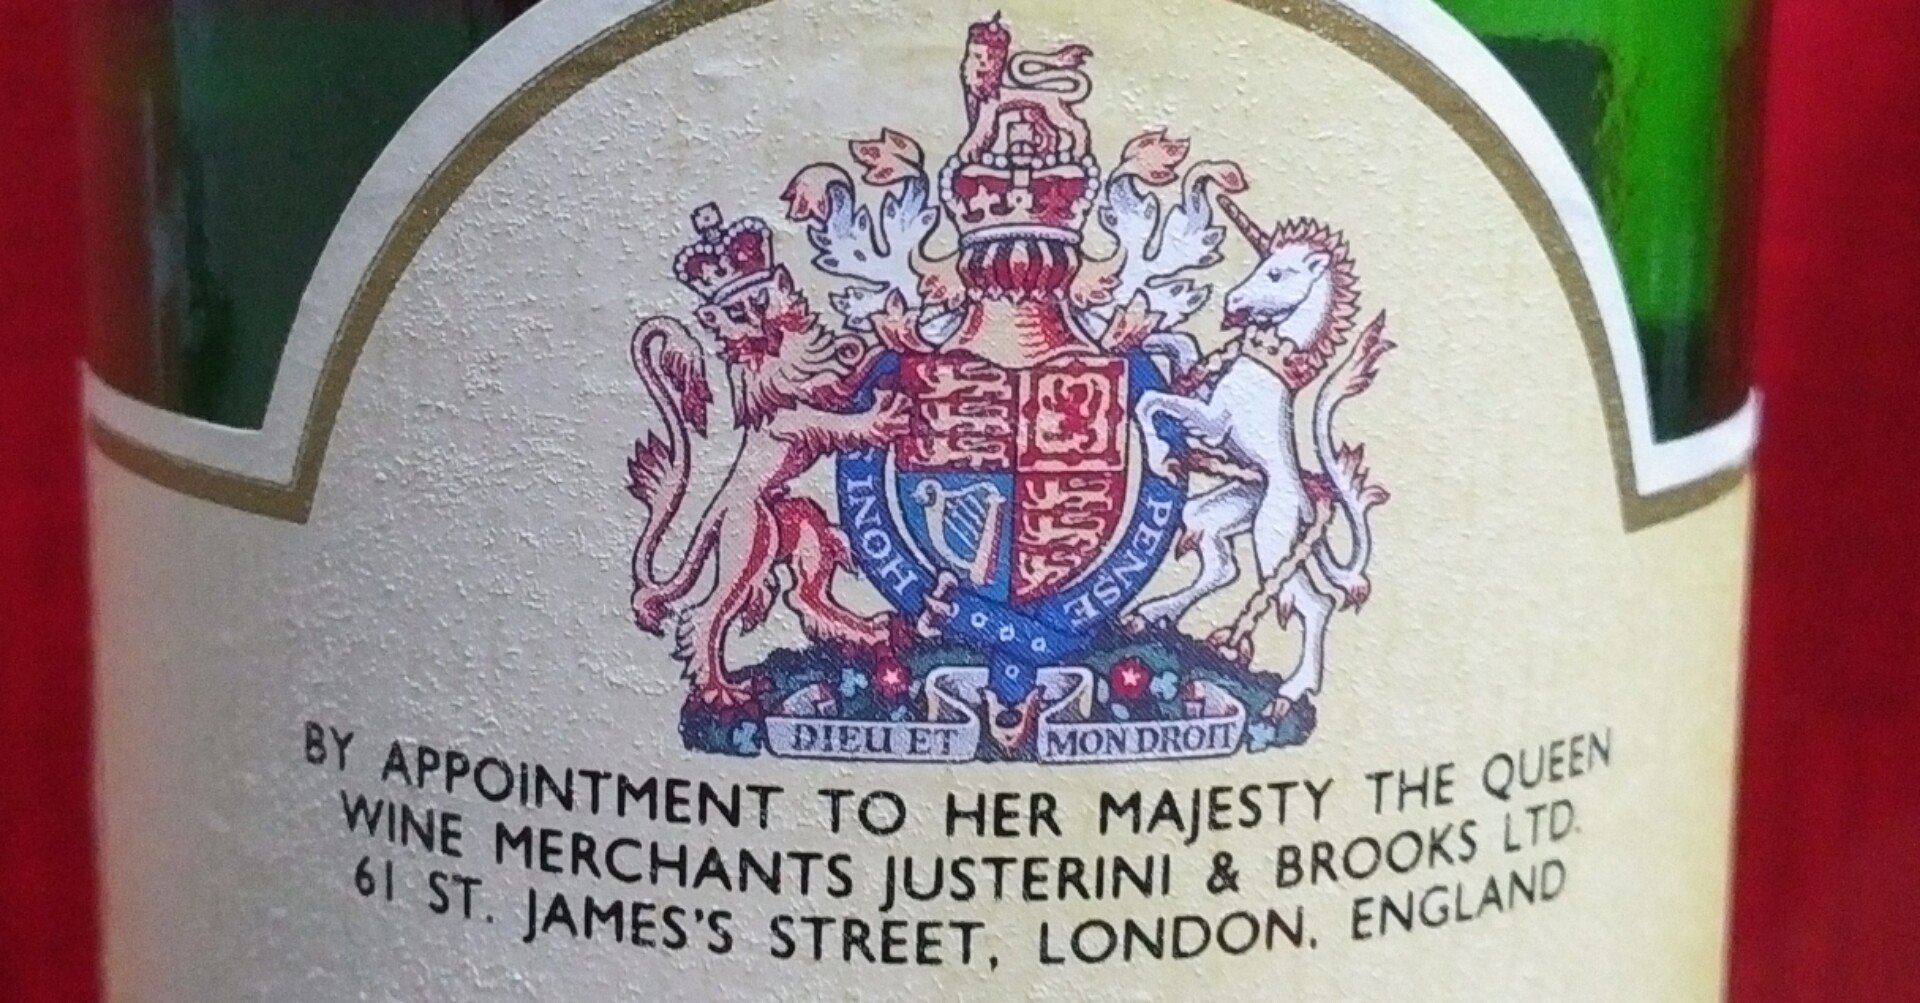 HONI PENSE
DIEU ET MON DROIT
BY APPOINTMENT TO HER MAJESTY THE QUEEN
WINE MERCHANTS JUSTERINI & BROOKS LTD.
61 ST. JAMES'S STREET, LONDON. ENGLAND